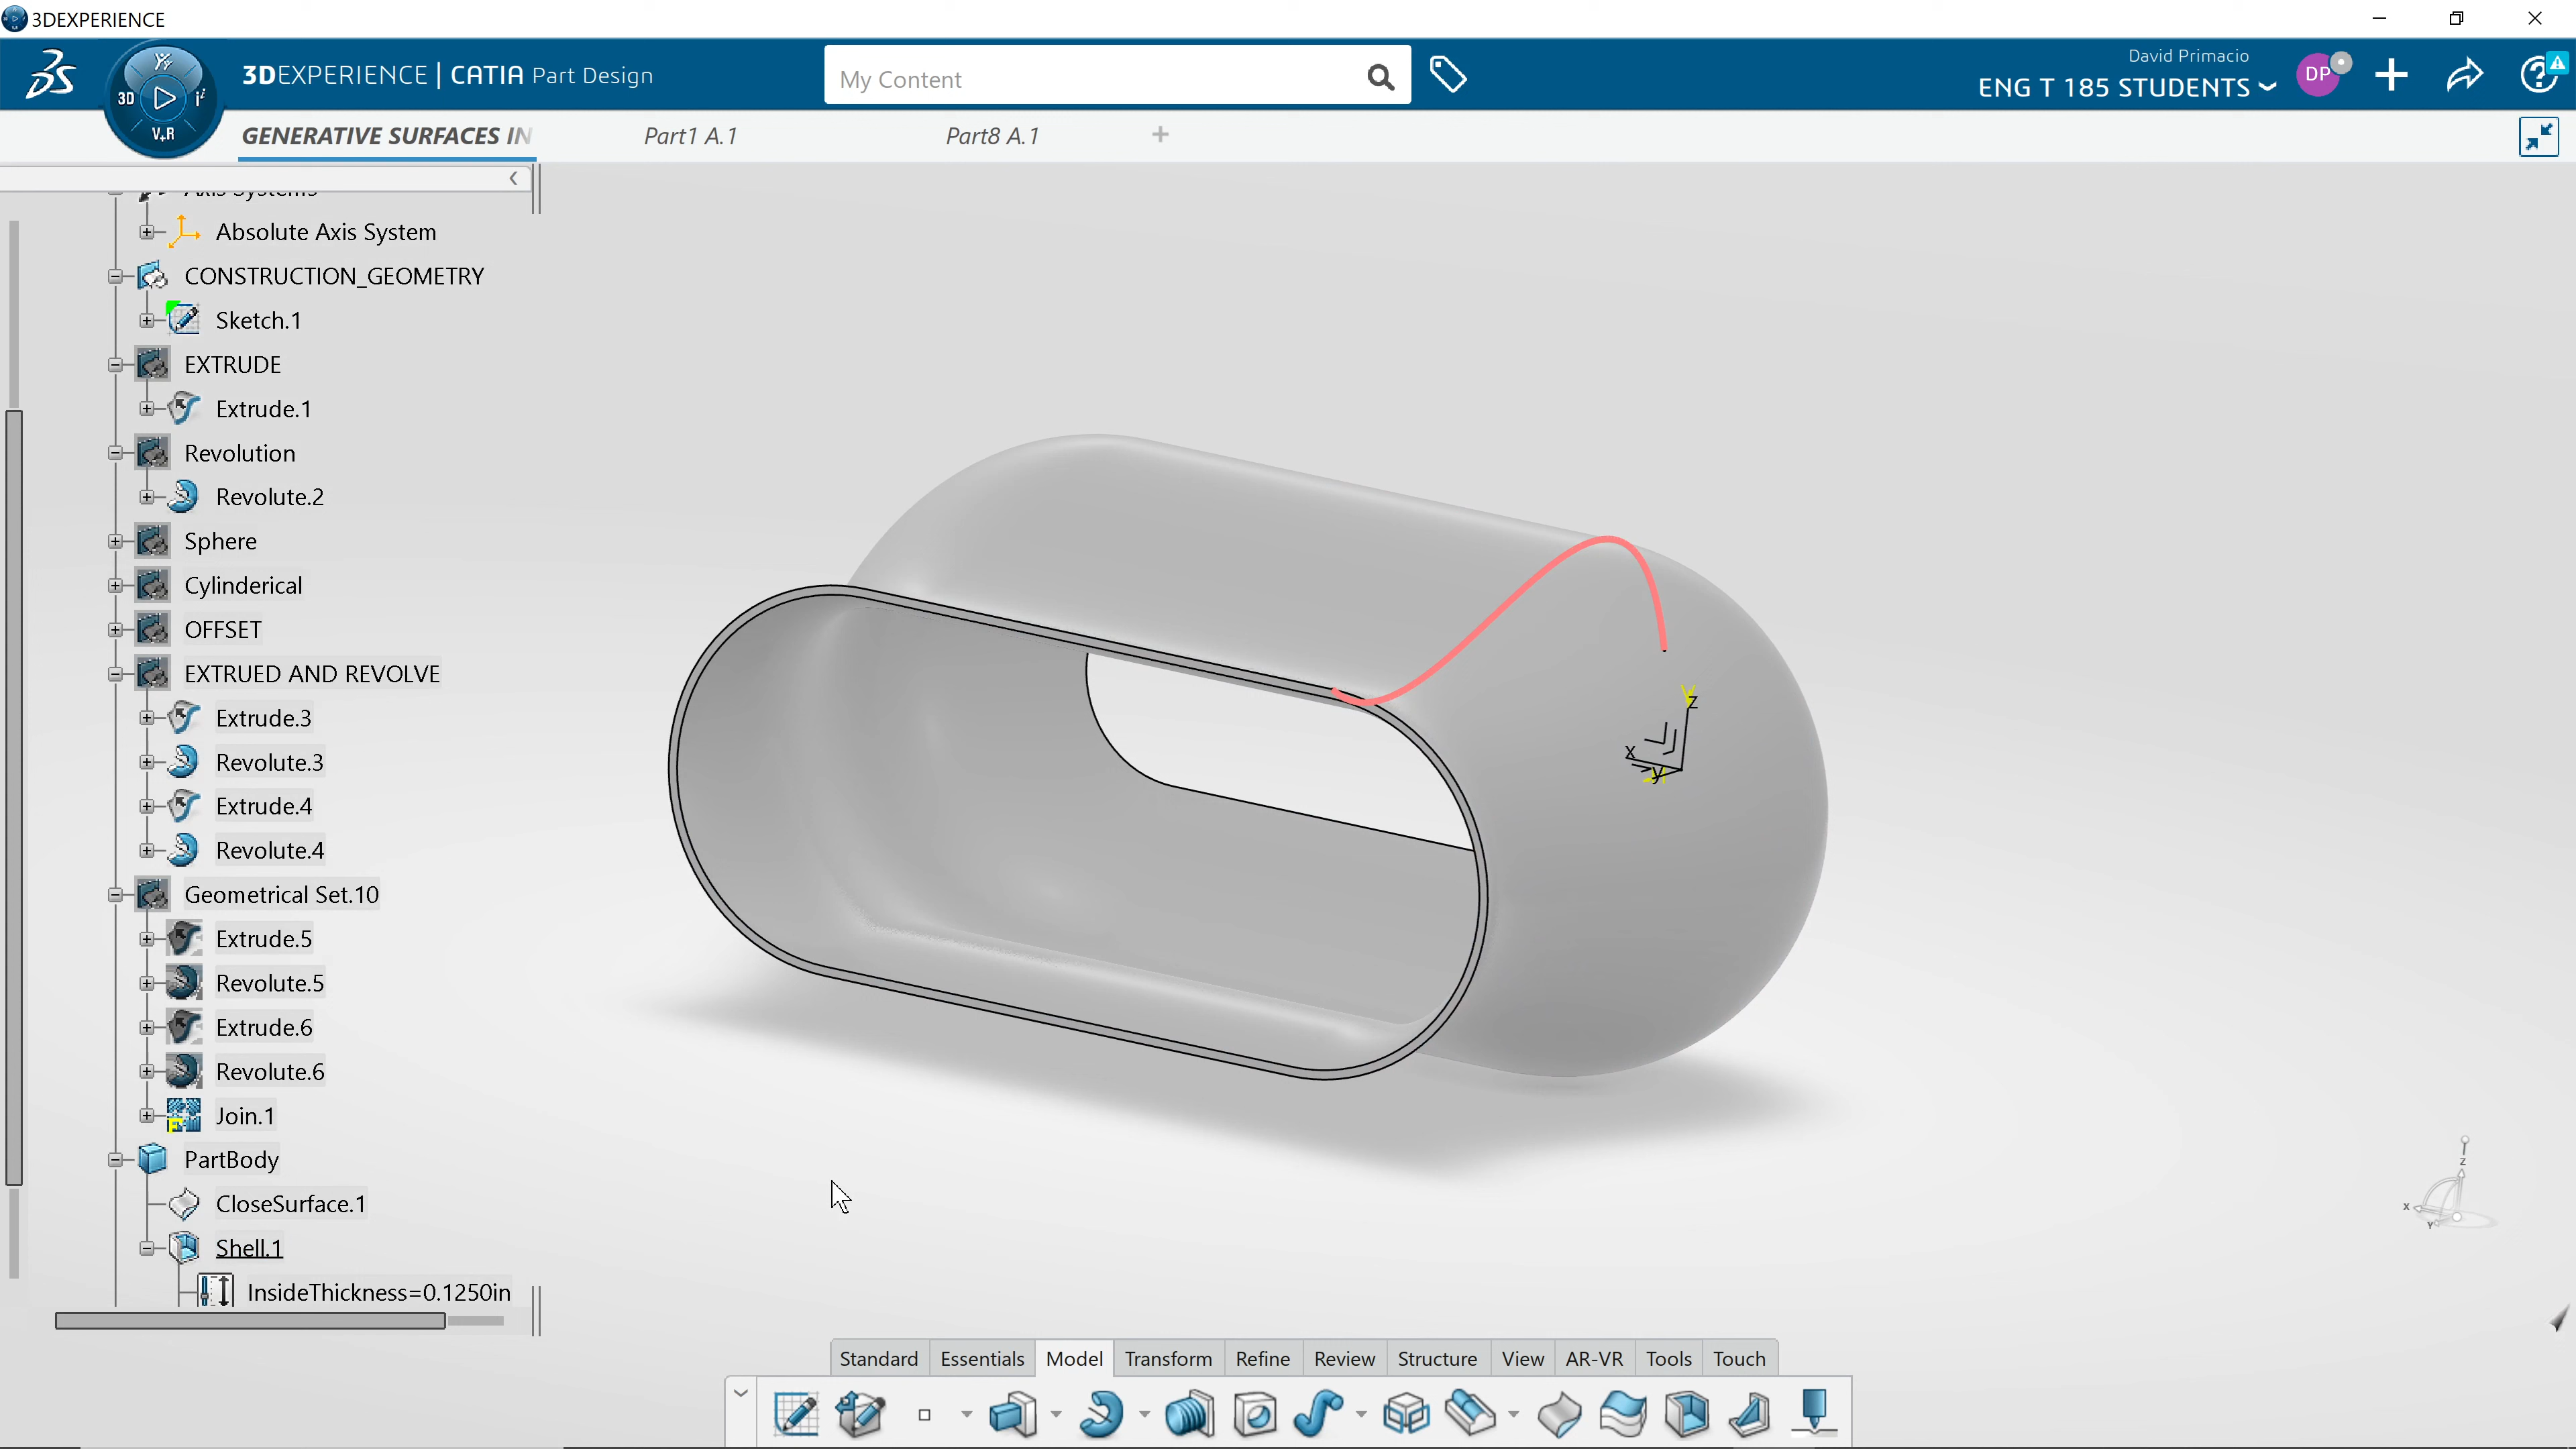 3DEXPERIENCE
3DEXPERIENCE | CATIA Part Design
My Content
David Primacio
ENG T 185 STUDENTS
DP
3D
V+R
GENERATIVE SURFACES IN
Part1 A.1
Part8 A.1
Axis Systems
Absolute Axis System
CONSTRUCTION_GEOMETRY
Sketch.1
EXTRUDE
Extrude.1
Revolution
Revolute.2
Sphere
Cylinderical
OFFSET
EXTRUED AND REVOLVE
Extrude.3
Revolute.3
Extrude.4
Revolute.4
Geometrical Set.10
Extrude.5
Revolute.5
Extrude.6
Revolute.6
Join.1
PartBody
CloseSurface.1
Shell.1
InsideThickness=0.1250in
z
x
y
z
x
Y
Standard
Essentials
Model
Transform
Refine
Review
Structure
View
AR-VR
Tools
Touch